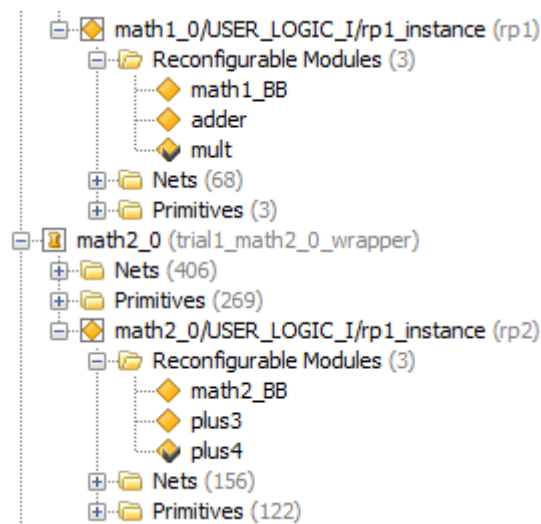 math1_0/USER_LOGIC_I/rp1_instance (rp1)
Reconfigurable Modules (3)
math1_BB
adder
mult
Nets (68)
Primitives (3)
math2_0 (trial1_math2_0_wrapper)
Nets (406)
Primitives (269)
math2_0/USER_LOGIC_I/rp1_instance (rp2)
Reconfigurable Modules (3)
math2_BB
plus3
plus4
Nets (156)
Primitives (122)